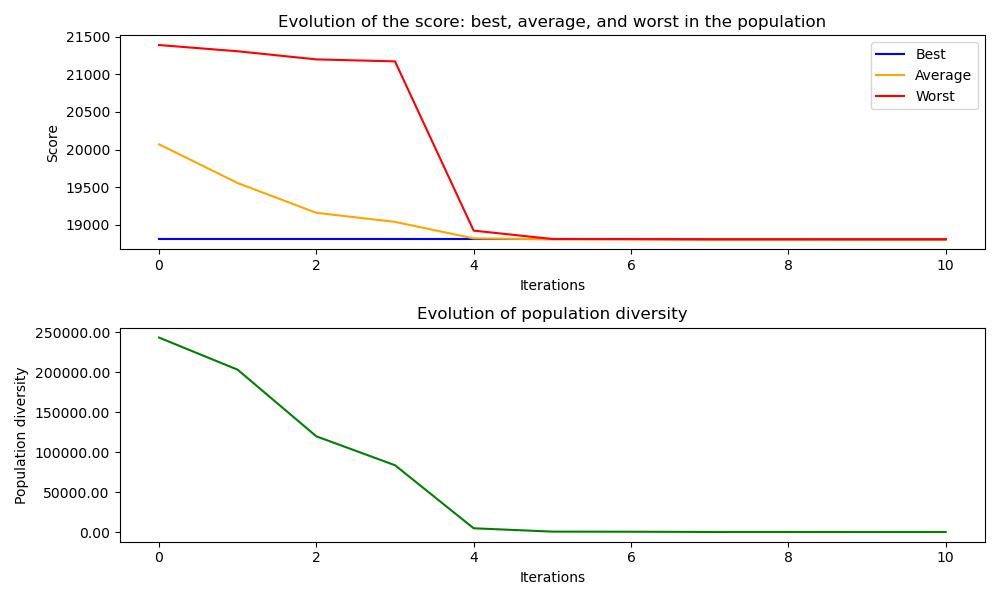 Evolution of the score: best, average, and worst in the population
21500
21000
20500
20000
19500
19000
Score
Best
Average
Worst
0 2 4 6 8 10
Iterations
Evolution of population diversity
250000.00
200000.00
150000.00
100000.00
50000.00
0.00
Population diversity
0 2 4 6 8 10
Iterations